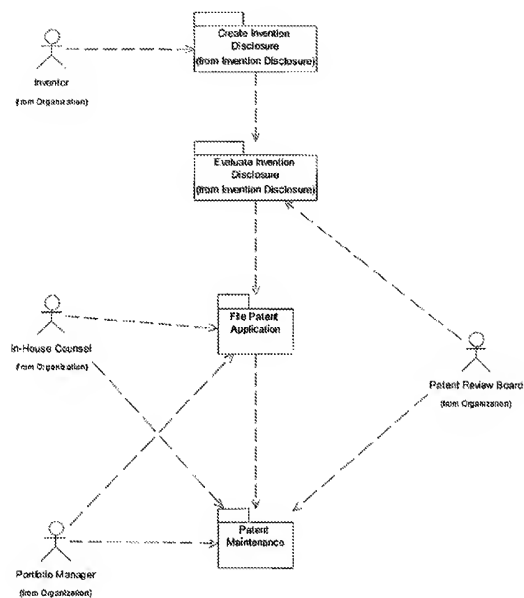 Create Invention
Disclosure
(from Invention Disclosure)
Inventor
(from Organization)
Evaluate Invention
Disclosure
(from Invention Disclosure)
File Patent
Application
In-House Counsel
(from Organization)
Patent Review Board
(from Organization)
Patent
Maintenance
Portfolio Manager
(from Organization)